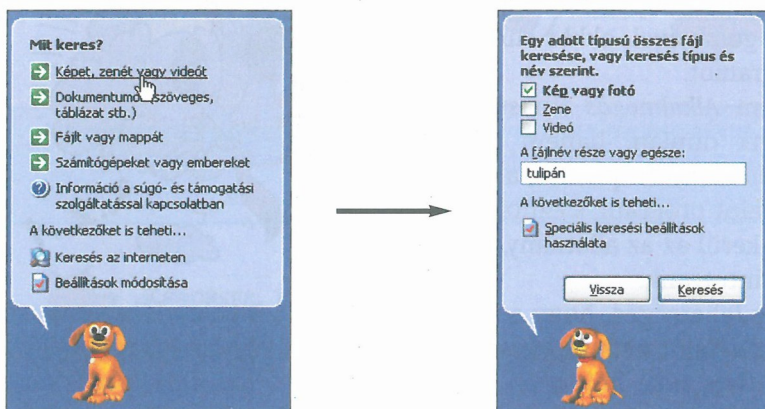 Mit keres?
Képet, zenét vagy videót
Dokumentumot (szöveges,
táblázat stb.)
Fájlt vagy mappát
Számítógépeket vagy embereket
Információ a súgó- és támogatási
szolgáltatással kapcsolatban
A következőket is teheti...
Keresés az interneten
Beállítások módosítása
Egy adott típusú összes fájl
keresése, vagy keresés típus és
név szerint.
Kép vagy fotó
Zene
Videó
A fájlnév része vagy egésze:
tulipán
A következőket is teheti...
Speciális keresési beállítások
használata
Vissza
Keresés